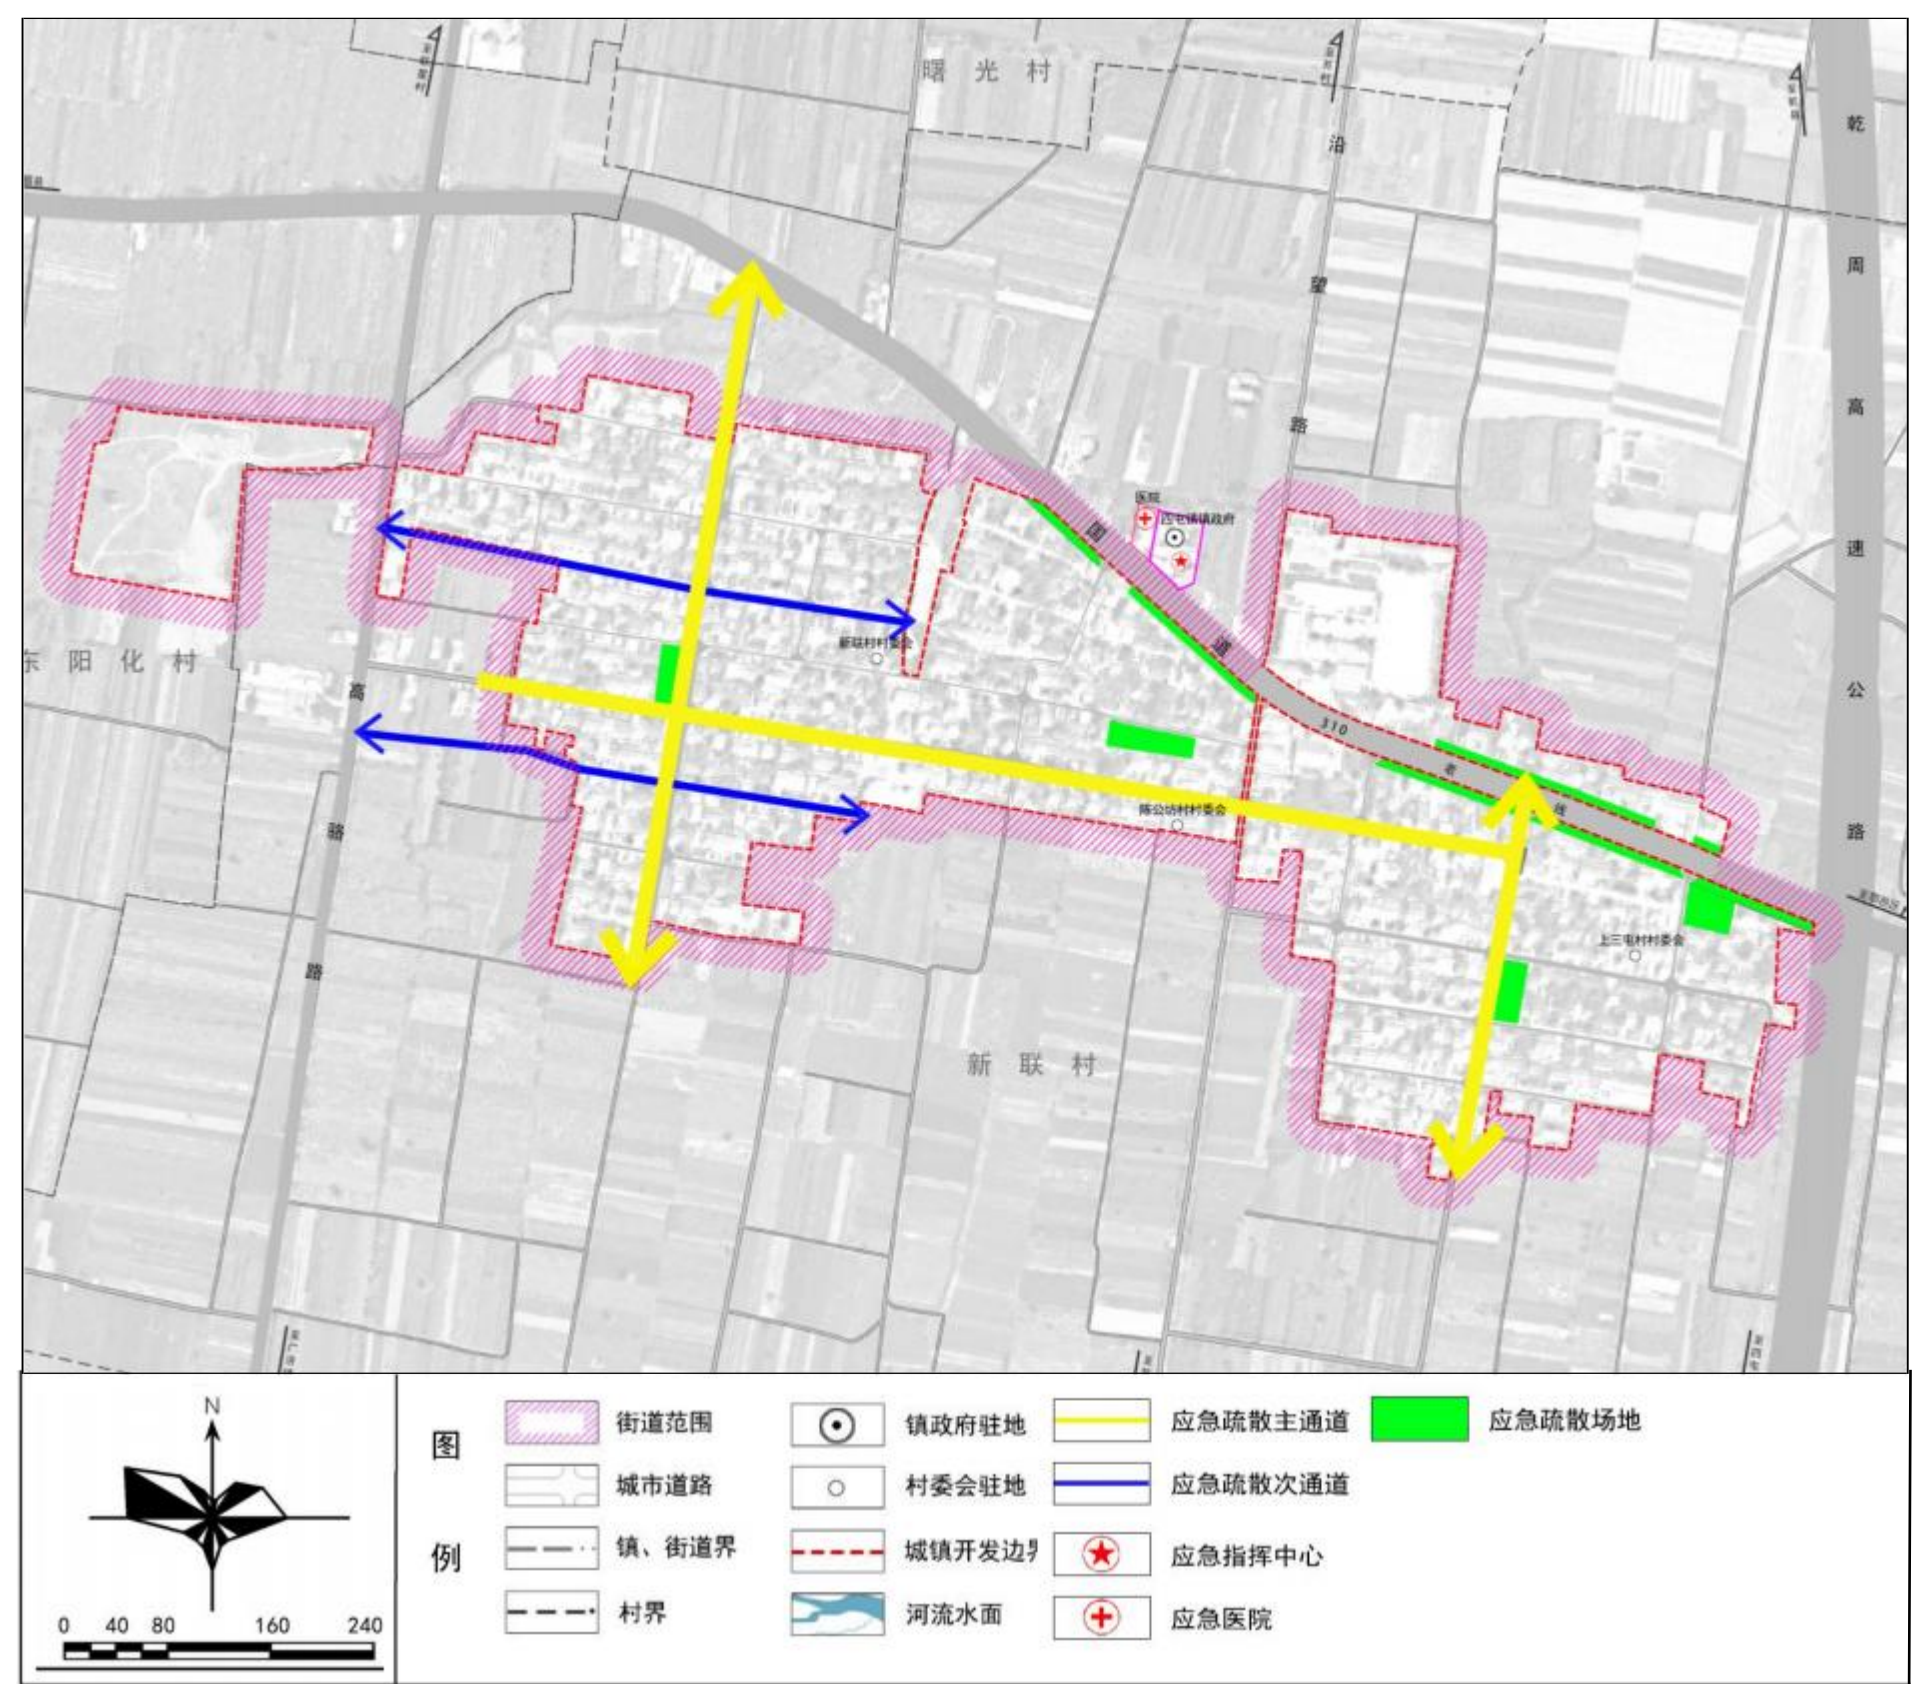 曙光村
沿望路
乾周高速公路
国道310
医院
四屯镇镇政府
新联村村委会
东阳化村
高骆路
陈公坊村村委会
上三屯村村委会
新联村
N
0 40 80 160 240
图例
街道范围
城市道路
镇、街道界
村界
镇政府驻地
村委会驻地
城镇开发边界
河流水面
应急疏散主通道
应急疏散次通道
应急指挥中心
应急医院
应急疏散场地